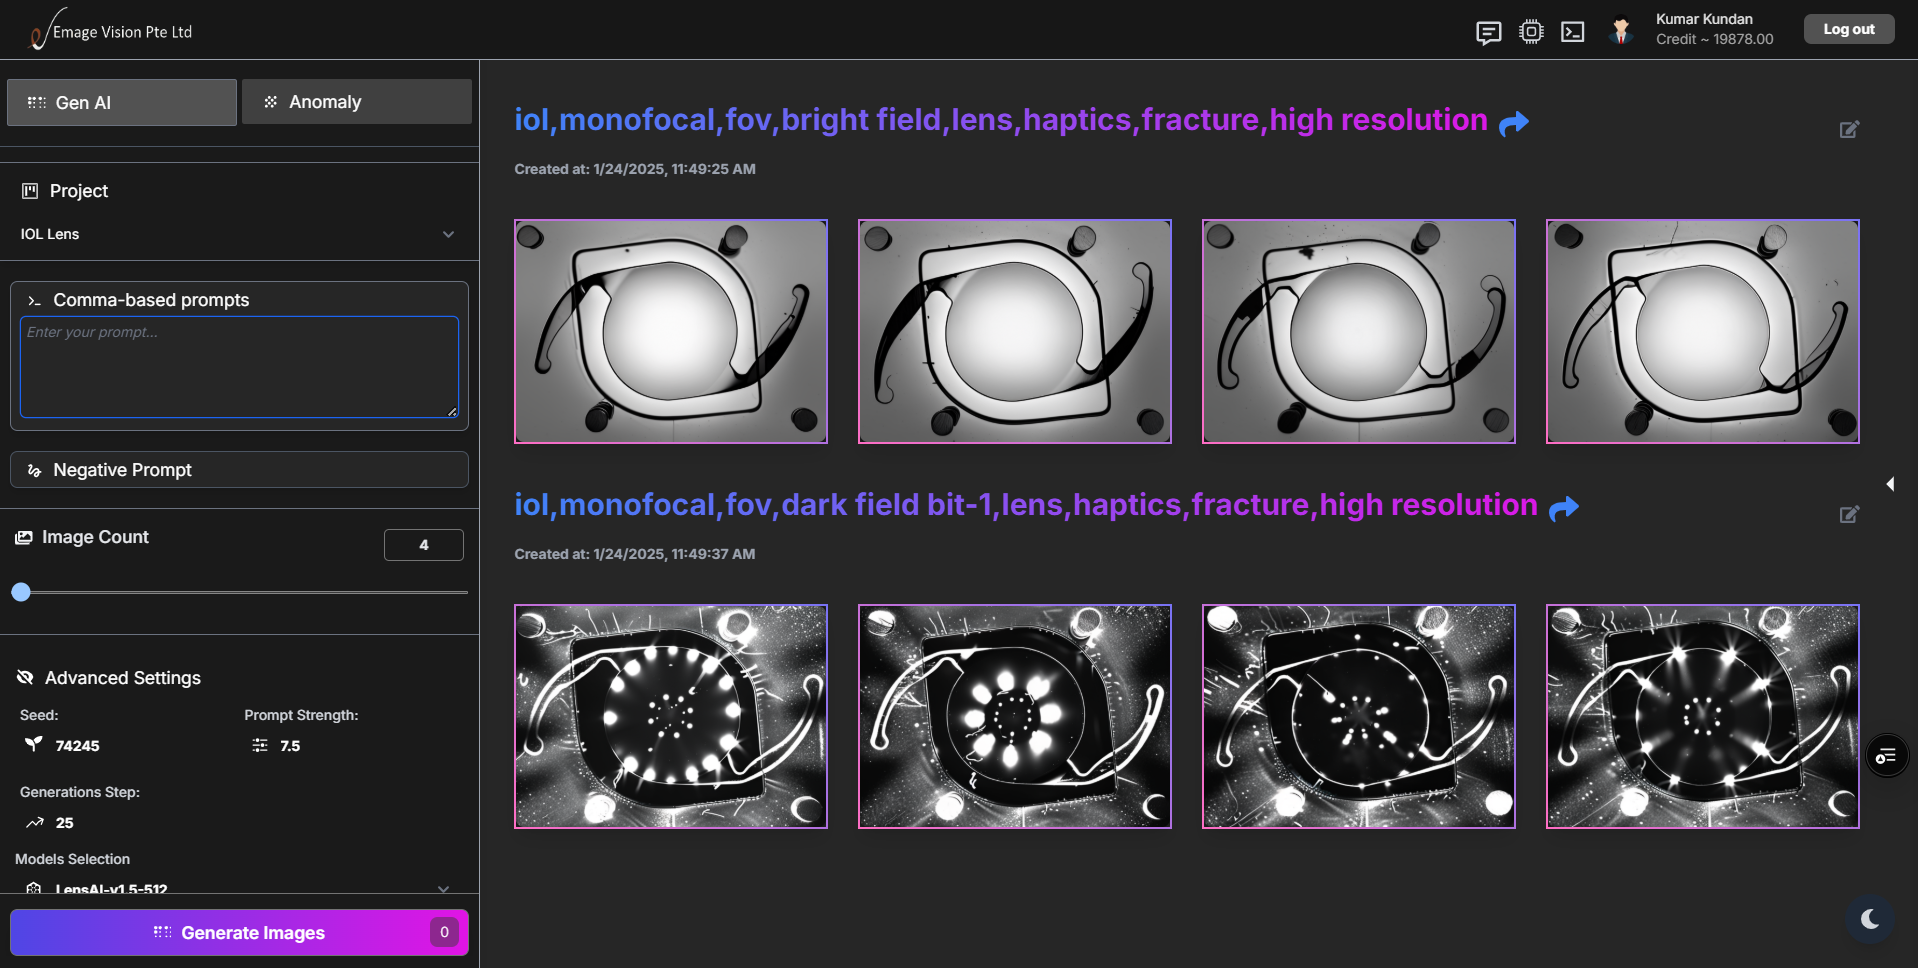 Emage Vision Pte Ltd
Kumar Kundan
Credit ~ 19878.00
Log out
Gen AI
Anomaly
Project
IOL Lens
Comma-based prompts
Enter your prompt...
Negative Prompt
Image Count
4
Advanced Settings
Seed:
Prompt Strength:
74245
7.5
Generations Step:
25
Models Selection
LensAI-v1.5-512
Generate Images
0
iol,monofocal,fov,bright field,lens,haptics,fracture,high resolution
Created at: 1/24/2025, 11:49:25 AM
iol,monofocal,fov,dark field bit-1,lens,haptics,fracture,high resolution
Created at: 1/24/2025, 11:49:37 AM